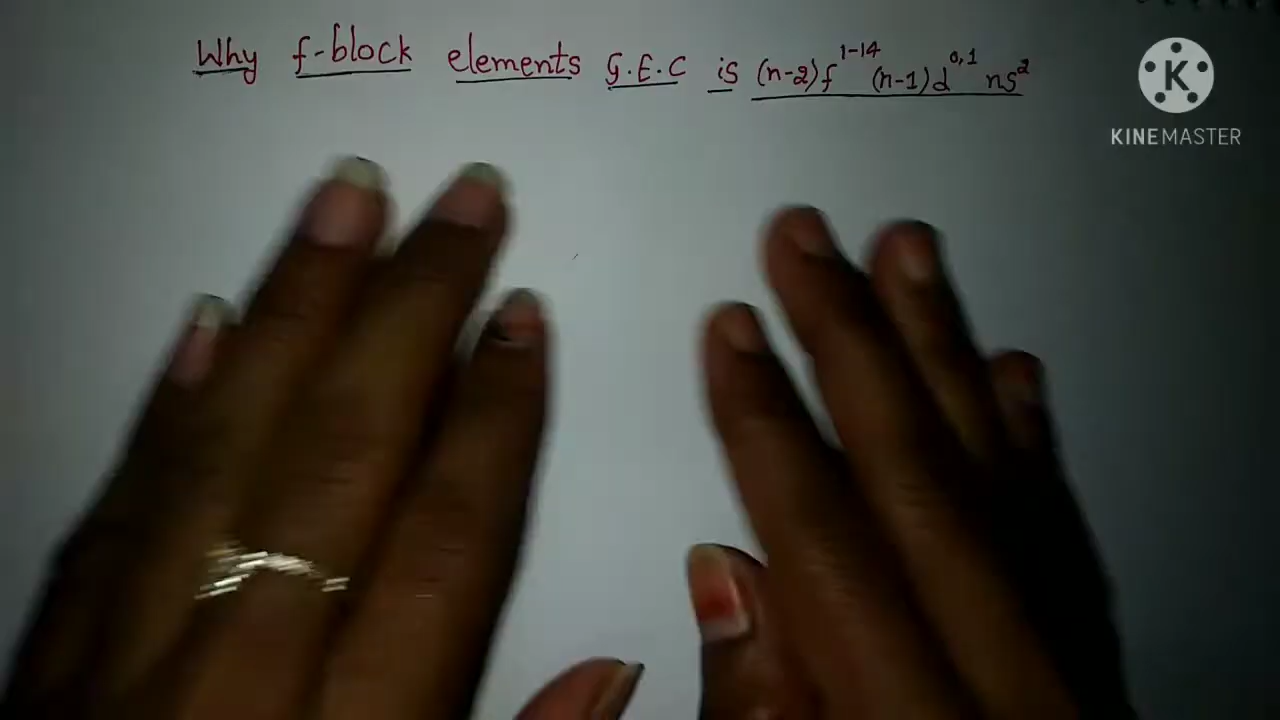 Why f-block elements G.E.C is (n-2)f¹⁻¹⁴ (n-1)d⁰,¹ ns²
K
KINEMASTER